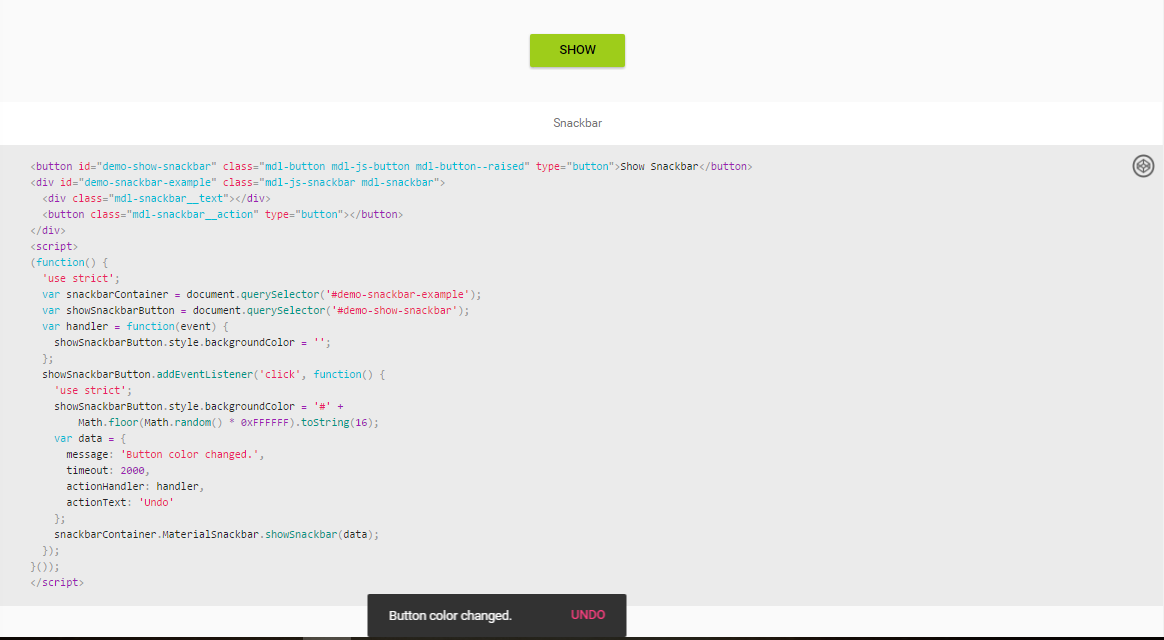 SHOW
Snackbar
<button id="demo-show-snackbar" class="mdl-button mdl-js-button mdl-button--raised" type="button">Show Snackbar</button>
<div id="demo-snackbar-example" class="mdl-js-snackbar mdl-snackbar">
  <div class="mdl-snackbar__text"></div>
  <button class="mdl-snackbar__action" type="button"></button>
</div>
<script>
(function() {
  'use strict';
  var snackbarContainer = document.querySelector('#demo-snackbar-example');
  var showSnackbarButton = document.querySelector('#demo-show-snackbar');
  var handler = function(event) {
    showSnackbarButton.style.backgroundColor = '';
  };
  showSnackbarButton.addEventListener('click', function() {
    'use strict';
    showSnackbarButton.style.backgroundColor = '#' +
        Math.floor(Math.random() * 0xFFFFFF).toString(16);
    var data = {
      message: 'Button color changed.',
      timeout: 2000,
      actionHandler: handler,
      actionText: 'Undo'
    };
    snackbarContainer.MaterialSnackbar.showSnackbar(data);
  });
}());
</script>
Button color changed. UNDO